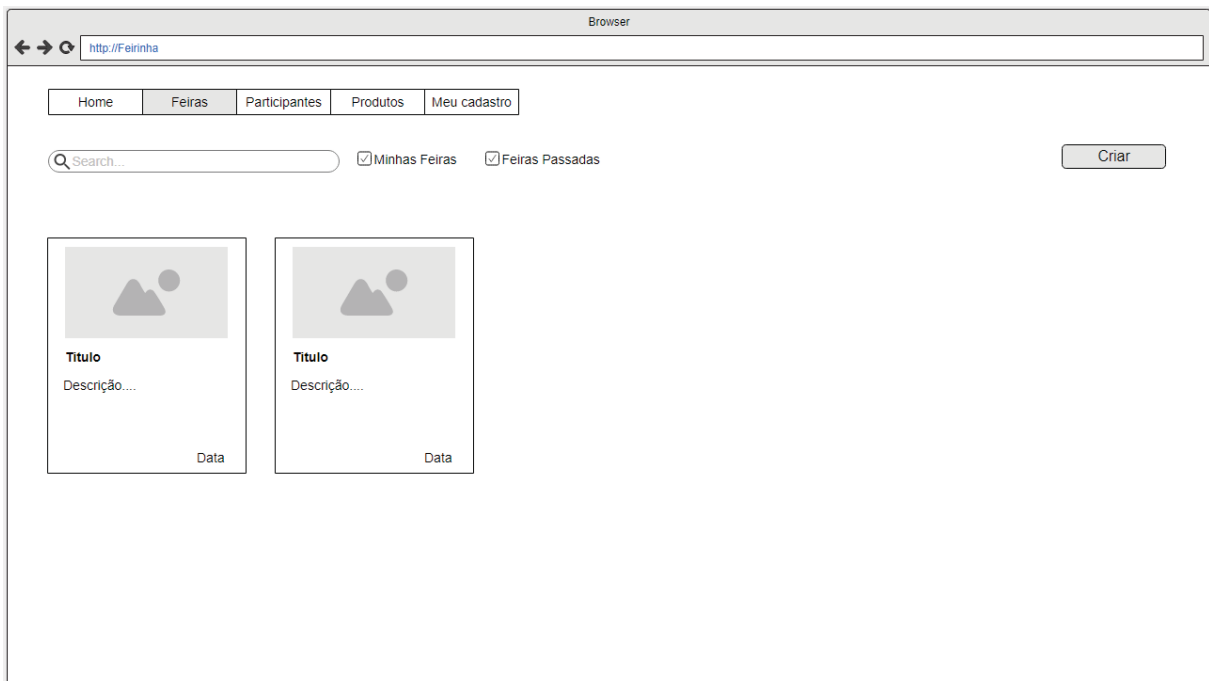 Browser
http://Feirinha
Home Feiras Participantes Produtos Meu cadastro
Search... Minhas Feiras Feiras Passadas Criar
Titulo Titulo
Descrição.... Descrição....
Data Data